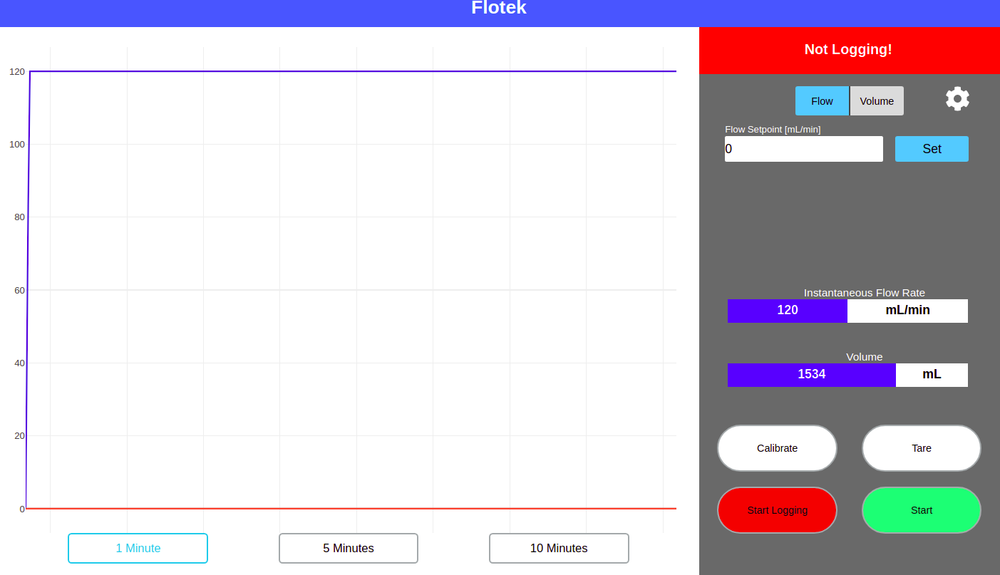 Flotek
Not Logging!
120
100
80
60
40
20
0
1 Minute
5 Minutes
10 Minutes
Flow
Volume
Flow Setpoint [mL/min]
0
Set
Instantaneous Flow Rate
120
mL/min
Volume
1534
mL
Calibrate
Tare
Start Logging
Start